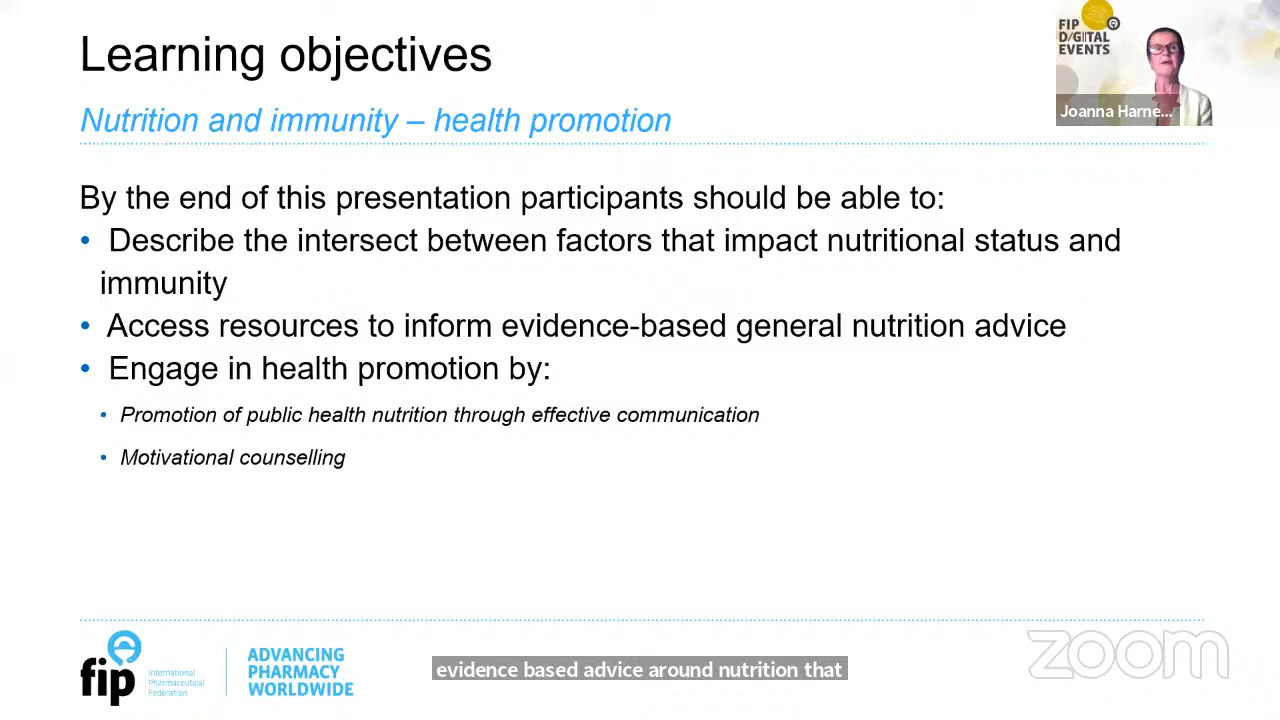 Learning objectives
Nutrition and immunity – health promotion
FIP
DIGITAL
EVENTS
Joanna Harne...
By the end of this presentation participants should be able to:
• Describe the intersect between factors that impact nutritional status and
immunity
• Access resources to inform evidence-based general nutrition advice
• Engage in health promotion by:
• Promotion of public health nutrition through effective communication
• Motivational counselling
fip
International
Pharmaceutical
Federation
ADVANCING
PHARMACY
WORLDWIDE
evidence based advice around nutrition that
zoom